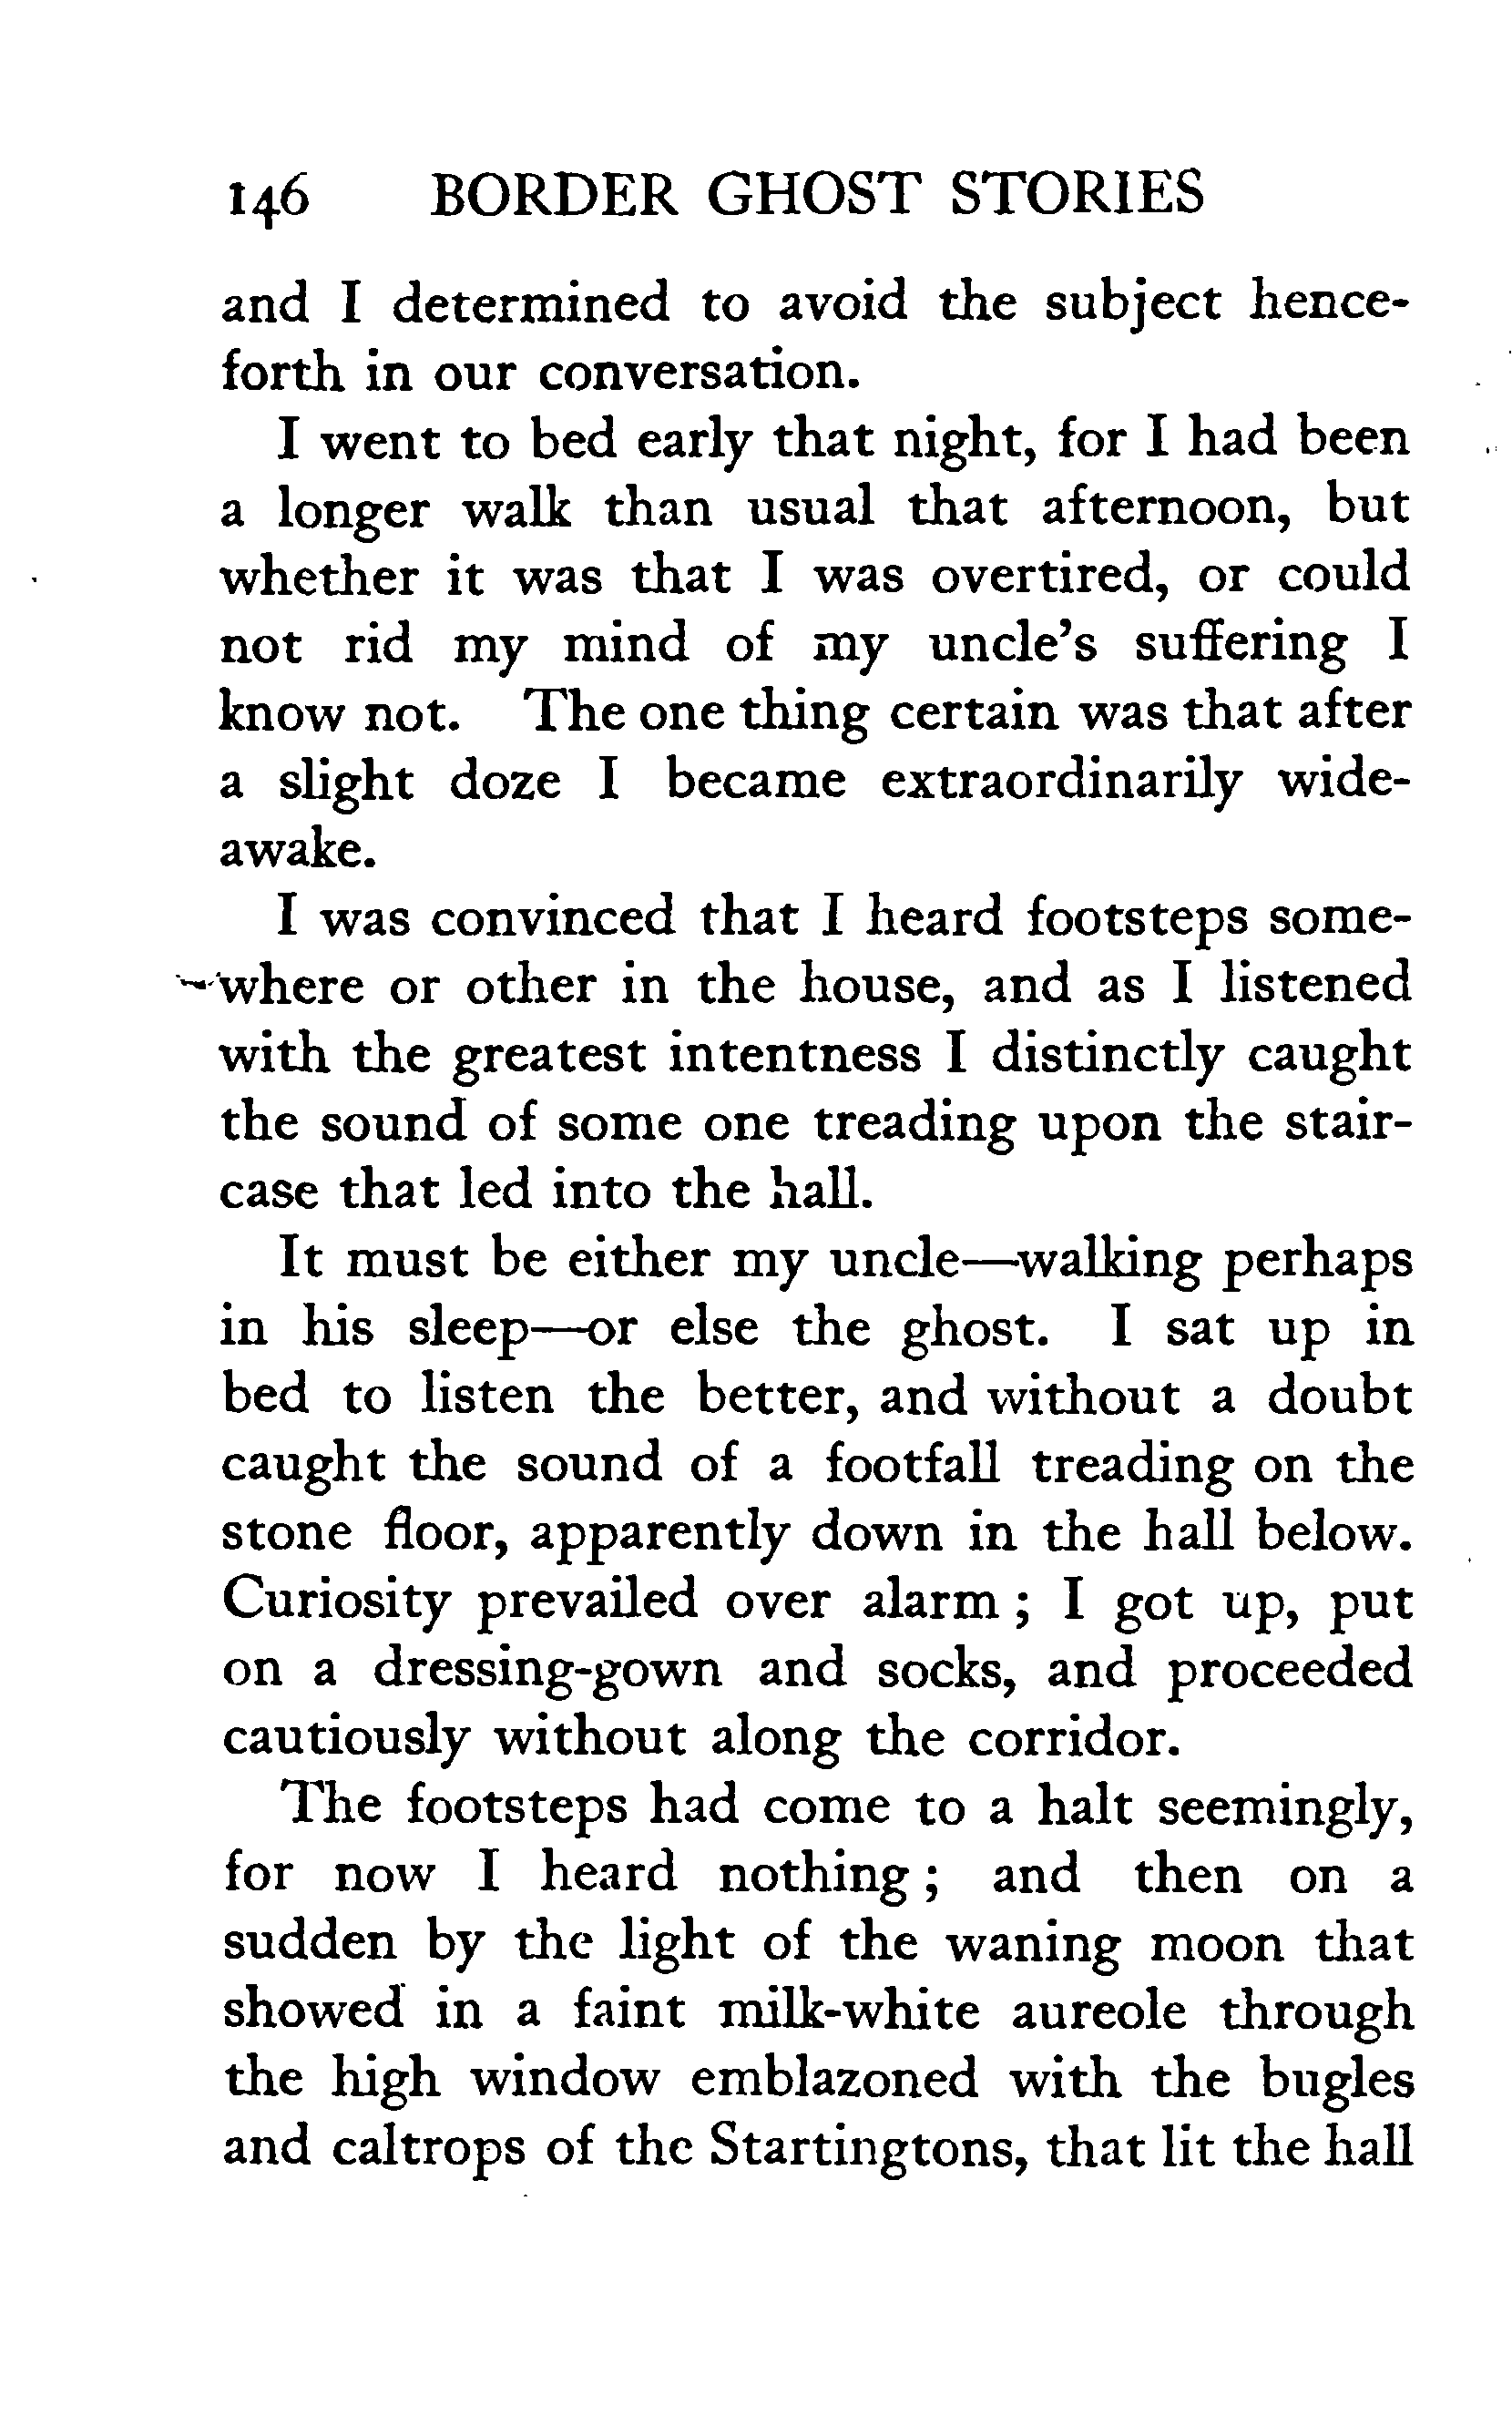 146 BORDER GHOST STORIES
and I determined to avoid the subject hence-
forth in our conversation.
I went to bed early that night, for I had been
a longer walk than usual that afternoon, but
whether it was that I was overtired, or could
not rid my mind of my uncle's suffering I
know not. The one thing certain was that after
a slight doze I became extraordinarily wide-
awake.
I was convinced that I heard footsteps some-
where or other in the house, and as I listened
with the greatest intentness I distinctly caught
the sound of some one treading upon the stair-
case that led into the hall.
It must be either my uncle—walking perhaps
in his sleep—or else the ghost. I sat up in
bed to listen the better, and without a doubt
caught the sound of a footfall treading on the
stone floor, apparently down in the hall below.
Curiosity prevailed over alarm ; I got up, put
on a dressing-gown and socks, and proceeded
cautiously without along the corridor.
The footsteps had come to a halt seemingly,
for now I heard nothing ; and then on a
sudden by the light of the waning moon that
showed in a faint milk-white aureole through
the high window emblazoned with the bugles
and caltrops of the Startingtons, that lit the hall